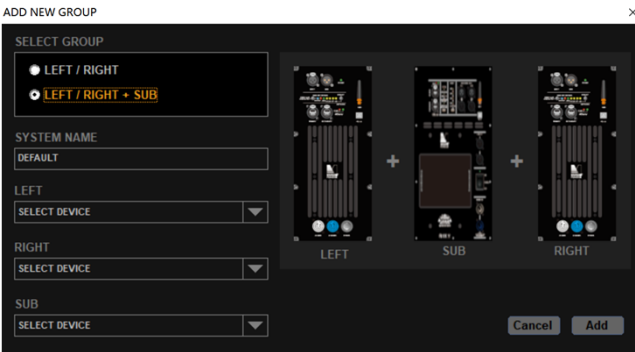 ADD NEW GROUP
SELECT GROUP
LEFT / RIGHT
LEFT / RIGHT + SUB
SYSTEM NAME
DEFAULT
LEFT
SELECT DEVICE
RIGHT
SELECT DEVICE
SUB
SELECT DEVICE
LEFT
+
SUB
+
RIGHT
Cancel
Add